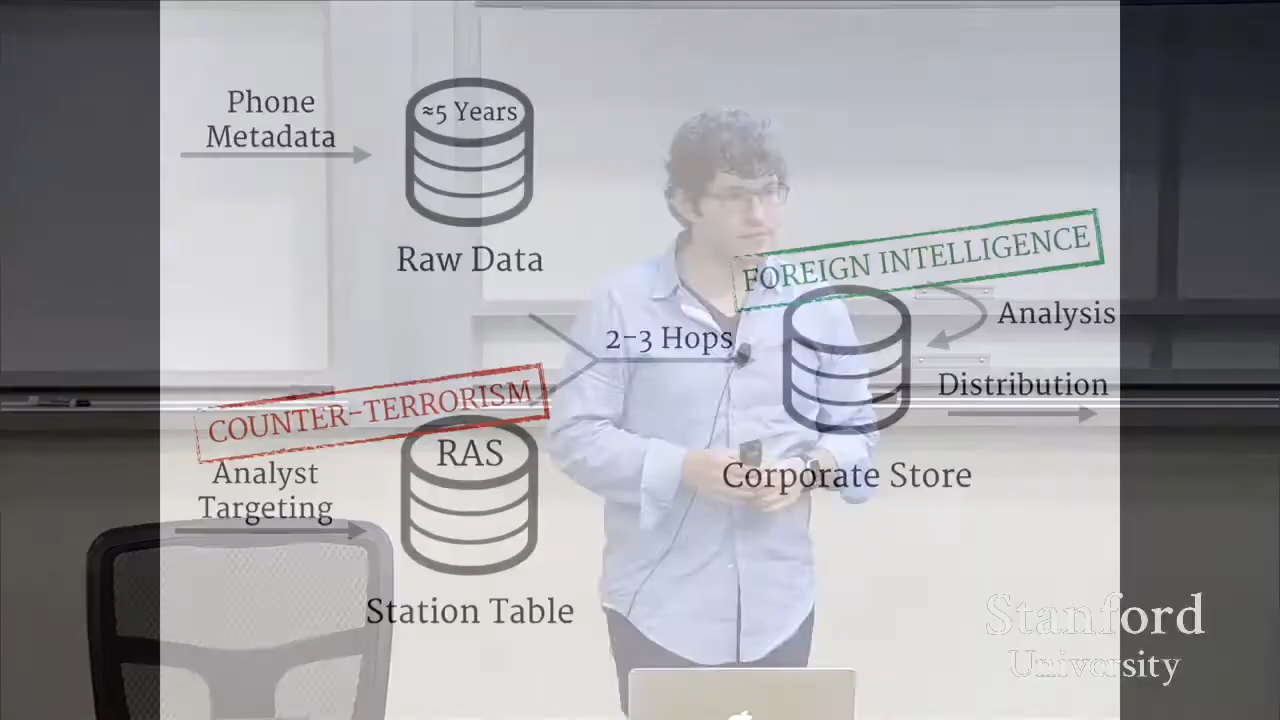 Phone
Metadata
≈5 Years
Raw Data
FOREIGN INTELLIGENCE
Analysis
2-3 Hops
Distribution
COUNTER-TERRORISM
RAS
Analyst
Targeting
Corporate Store
Station Table
Stanford
University